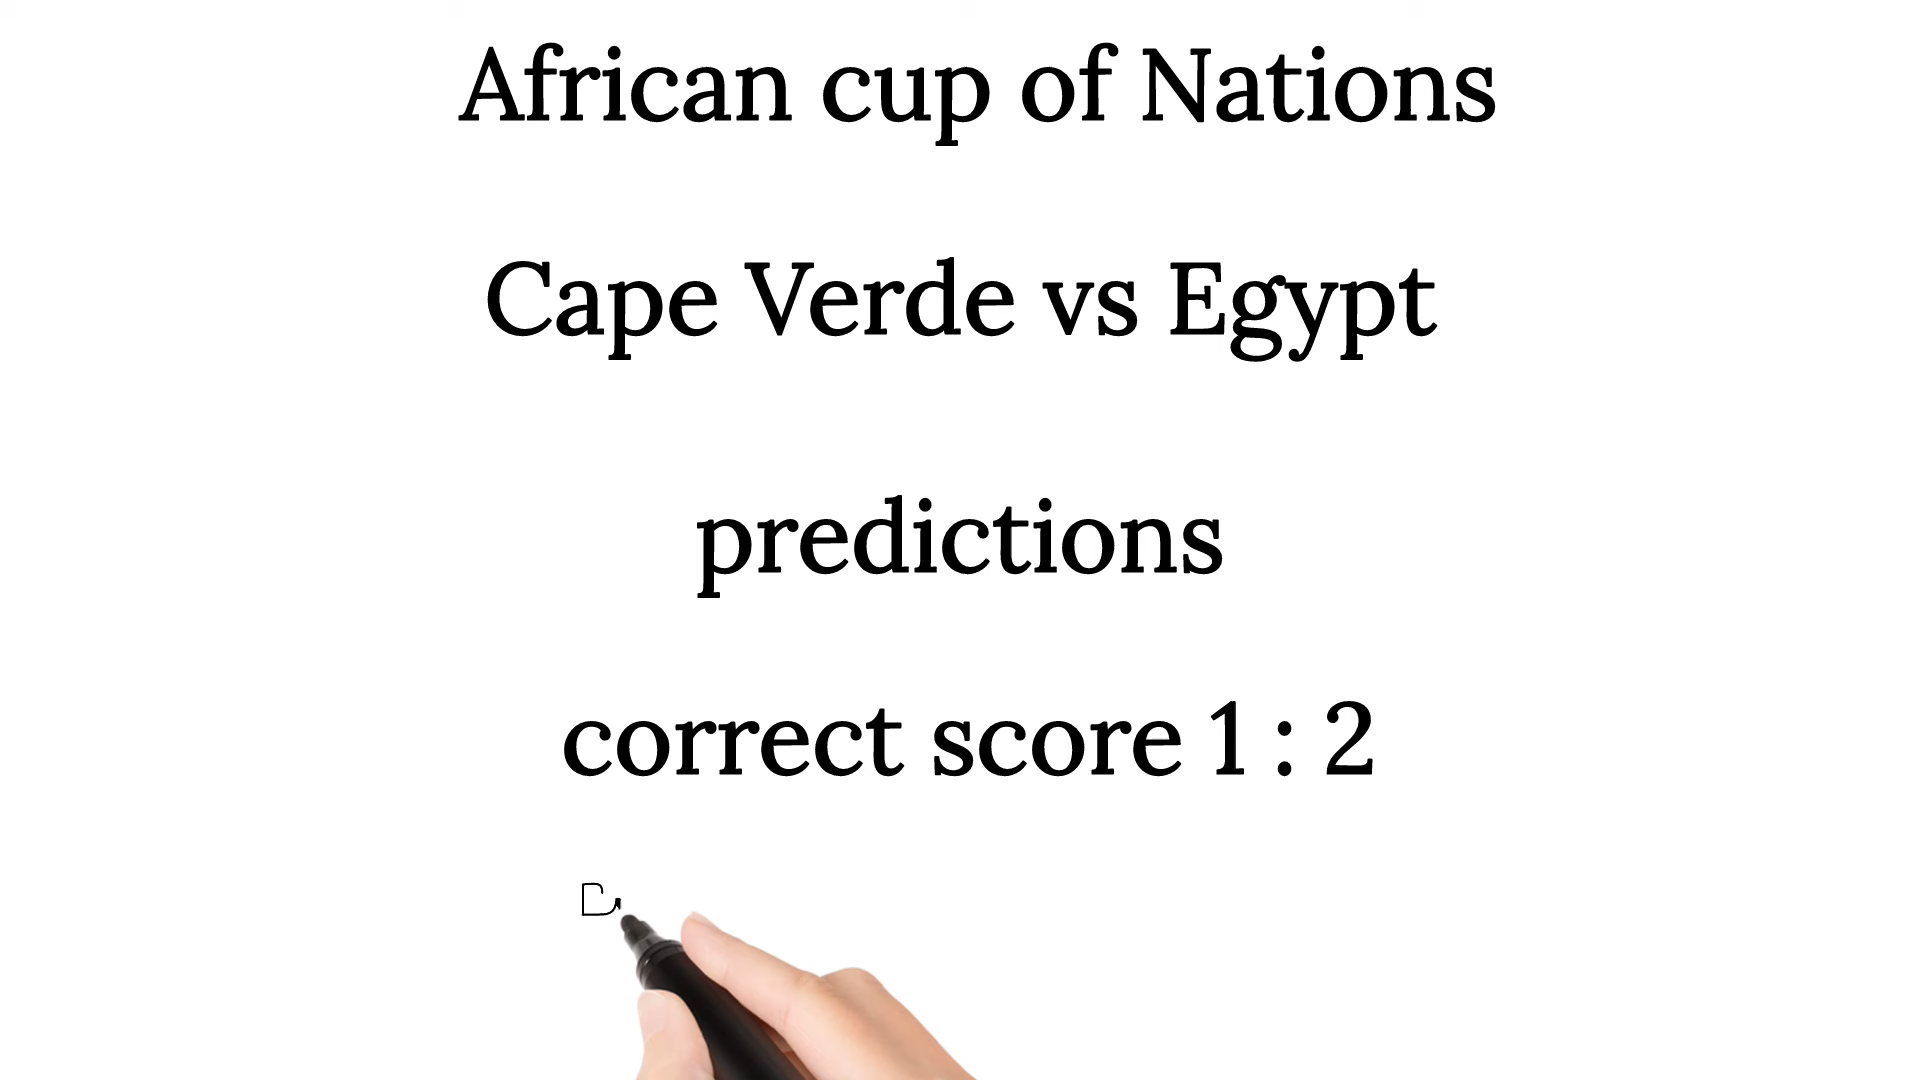 African cup of Nations
Cape Verde vs Egypt
predictions
correct score 1 : 2